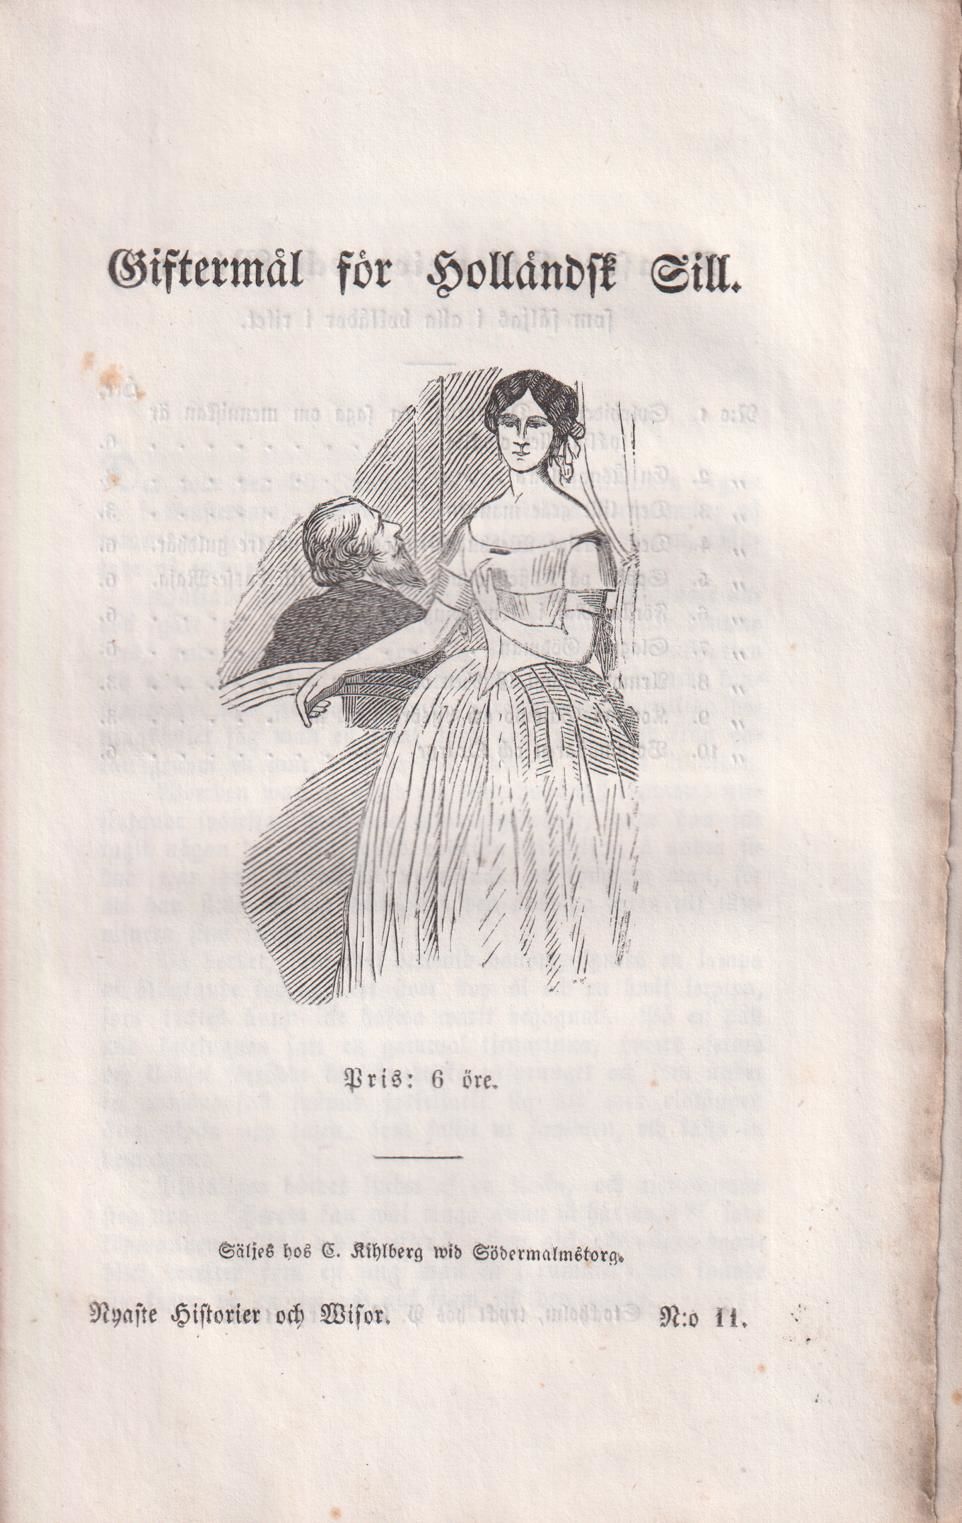 Giftermål för Holländsk Sill.
Pris: 6 öre.
Säljes hos C. Kihlberg wid Södermalmstorg.
Nyaste Historier och Wisor. N:o 11.